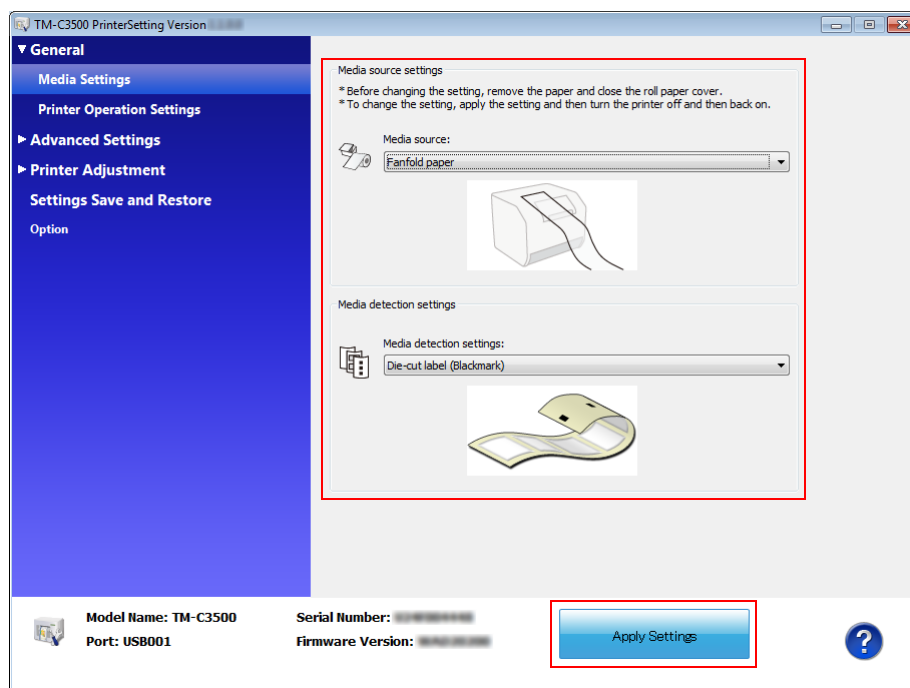 TM-C3500 PrinterSetting Version
General
Media Settings
Printer Operation Settings
Advanced Settings
Printer Adjustment
Settings Save and Restore
Option
Media source settings
* Before changing the setting, remove the paper and close the roll paper cover.
* To change the setting, apply the setting and then turn the printer off and then back on.
Media source:
Fanfold paper
Media detection settings
Media detection settings:
Die-cut label (Blackmark)
Model Name: TM-C3500
Port: USB001
Serial Number:
Firmware Version:
Apply Settings
?